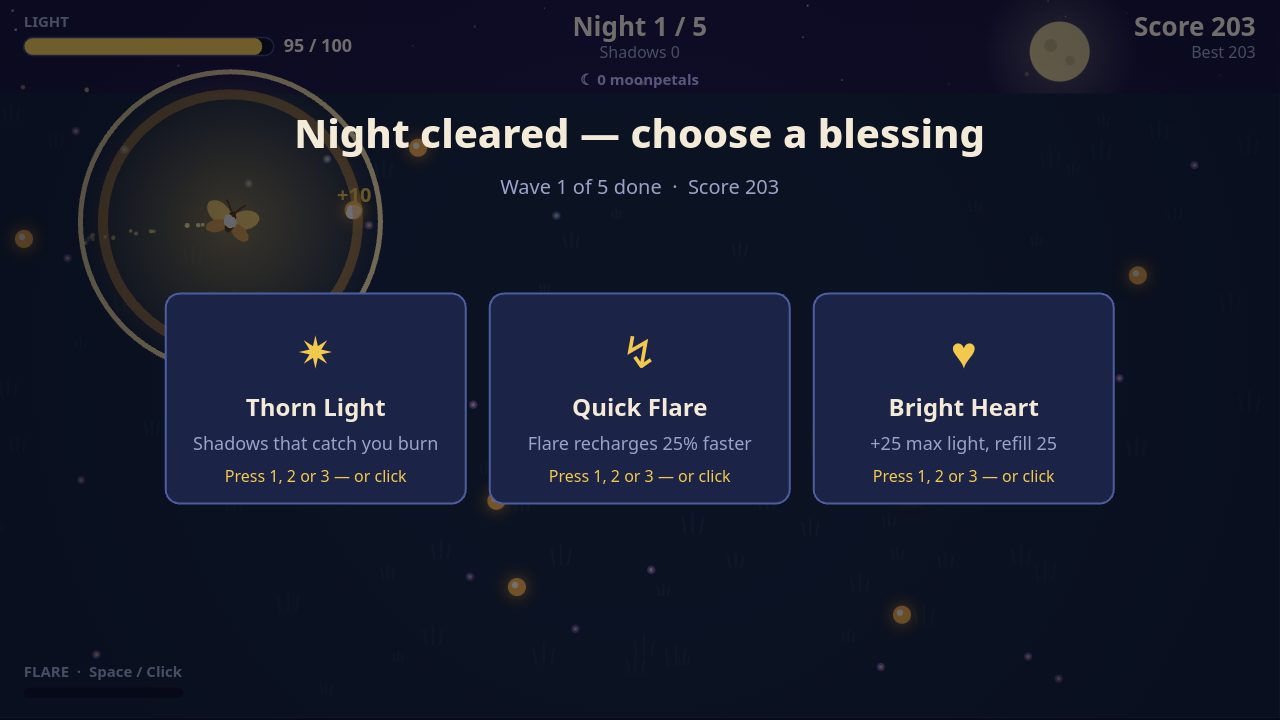 LIGHT
95 / 100
Night 1 / 5
Shadows 0
☾ 0 moonpetals
Score 203
Best 203
Night cleared — choose a blessing
Wave 1 of 5 done · Score 203
+10
Thorn Light
Shadows that catch you burn
Press 1, 2 or 3 — or click
Quick Flare
Flare recharges 25% faster
Press 1, 2 or 3 — or click
Bright Heart
+25 max light, refill 25
Press 1, 2 or 3 — or click
FLARE · Space / Click